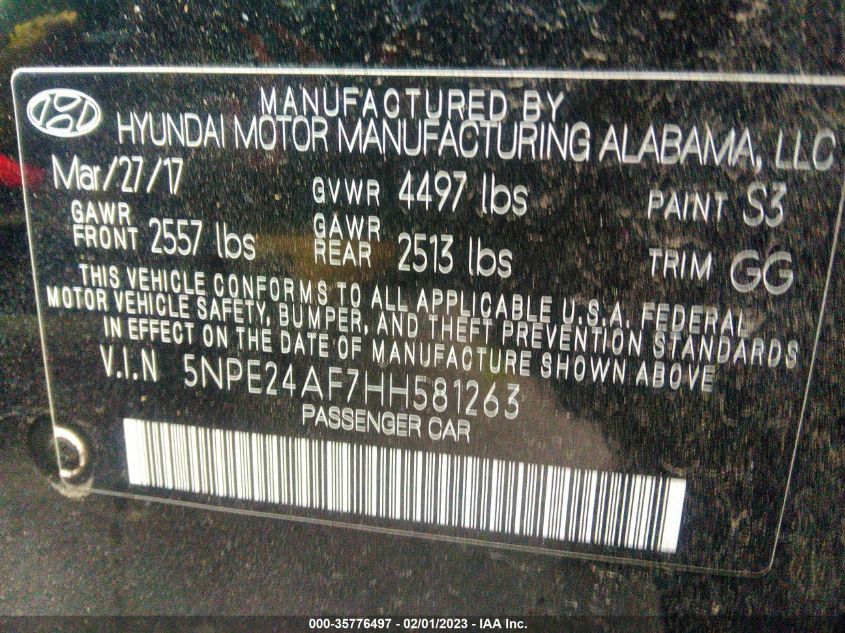 MANUFACTURED BY
HYUNDAI MOTOR MANUFACTURING ALABAMA, LLC
Mar/27/17 GVWR 4497 lbs PAINT S3
GAWR FRONT 2557 lbs GAWR REAR 2513 lbs TRIM GG
THIS VEHICLE CONFORMS TO ALL APPLICABLE U.S.A. FEDERAL
MOTOR VEHICLE SAFETY, BUMPER, AND THEFT PREVENTION STANDARDS
IN EFFECT ON THE DATE OF MANUFACTURE SHOWN ABOVE
V.I.N 5NPE24AF7HH581263
PASSENGER CAR
000-35776497 - 02/01/2023 - IAA Inc.